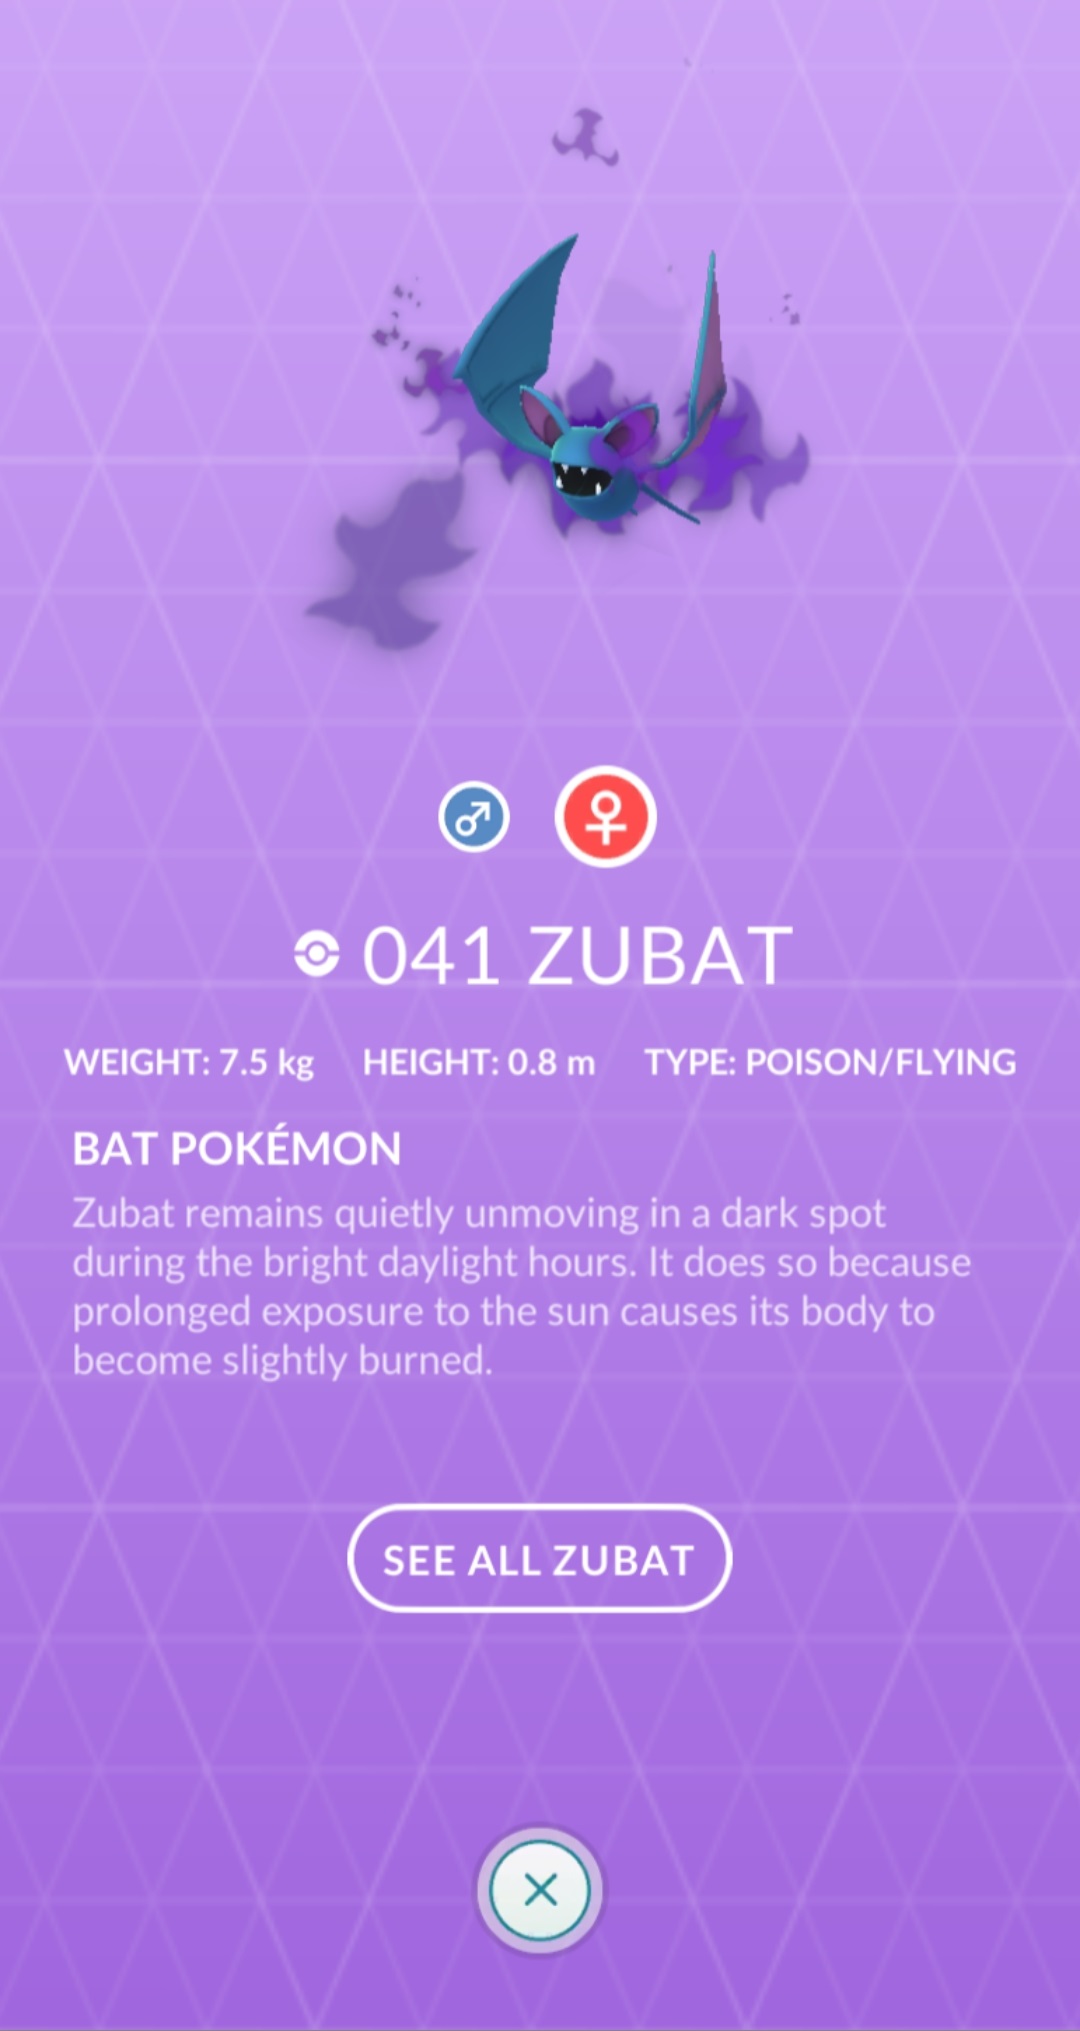 041 ZUBAT
WEIGHT: 7.5 kg HEIGHT: 0.8 m TYPE: POISON/FLYING
BAT POKÉMON
Zubat remains quietly unmoving in a dark spot
during the bright daylight hours. It does so because
prolonged exposure to the sun causes its body to
become slightly burned.
SEE ALL ZUBAT